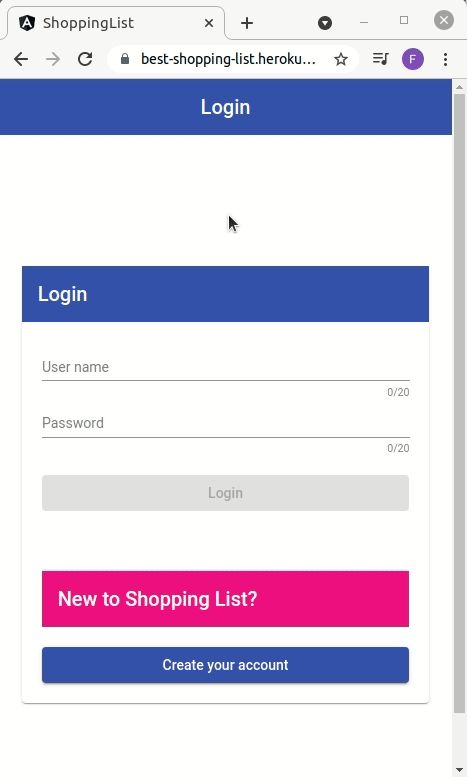 ShoppingList
best-shopping-list.heroku...
F
Login
Login
User name
0/20
Password
0/20
Login
New to Shopping List?
Create your account